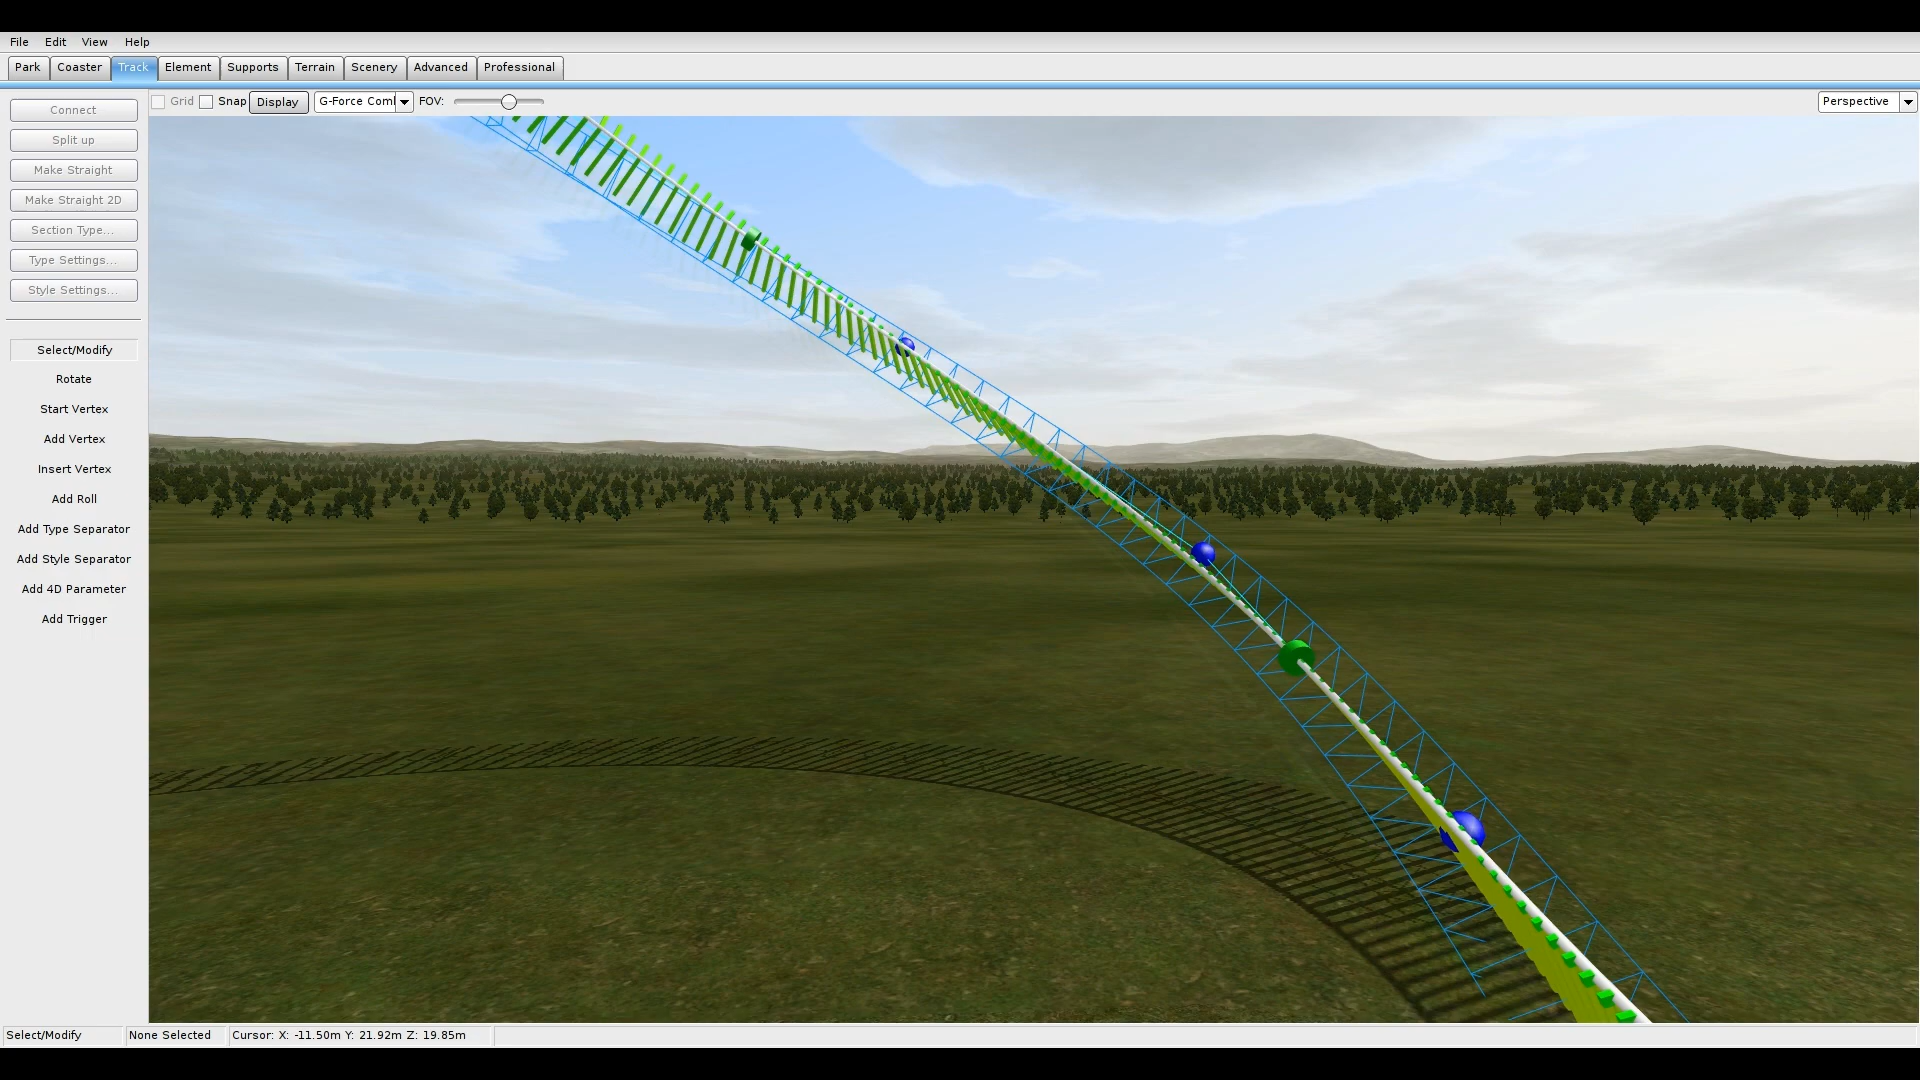 File Edit View Help
Park Coaster Track Element Supports Terrain Scenery Advanced Professional
Grid Snap Display G-Force Com FOV: Perspective
Connect
Split up
Make Straight
Make Straight 2D
Section Type...
Type Settings...
Style Settings...
Select/Modify
Rotate
Start Vertex
Add Vertex
Insert Vertex
Add Roll
Add Type Separator
Add Style Separator
Add 4D Parameter
Add Trigger
Select/Modify None Selected Cursor: X: -11.50m Y: 21.92m Z: 19.85m